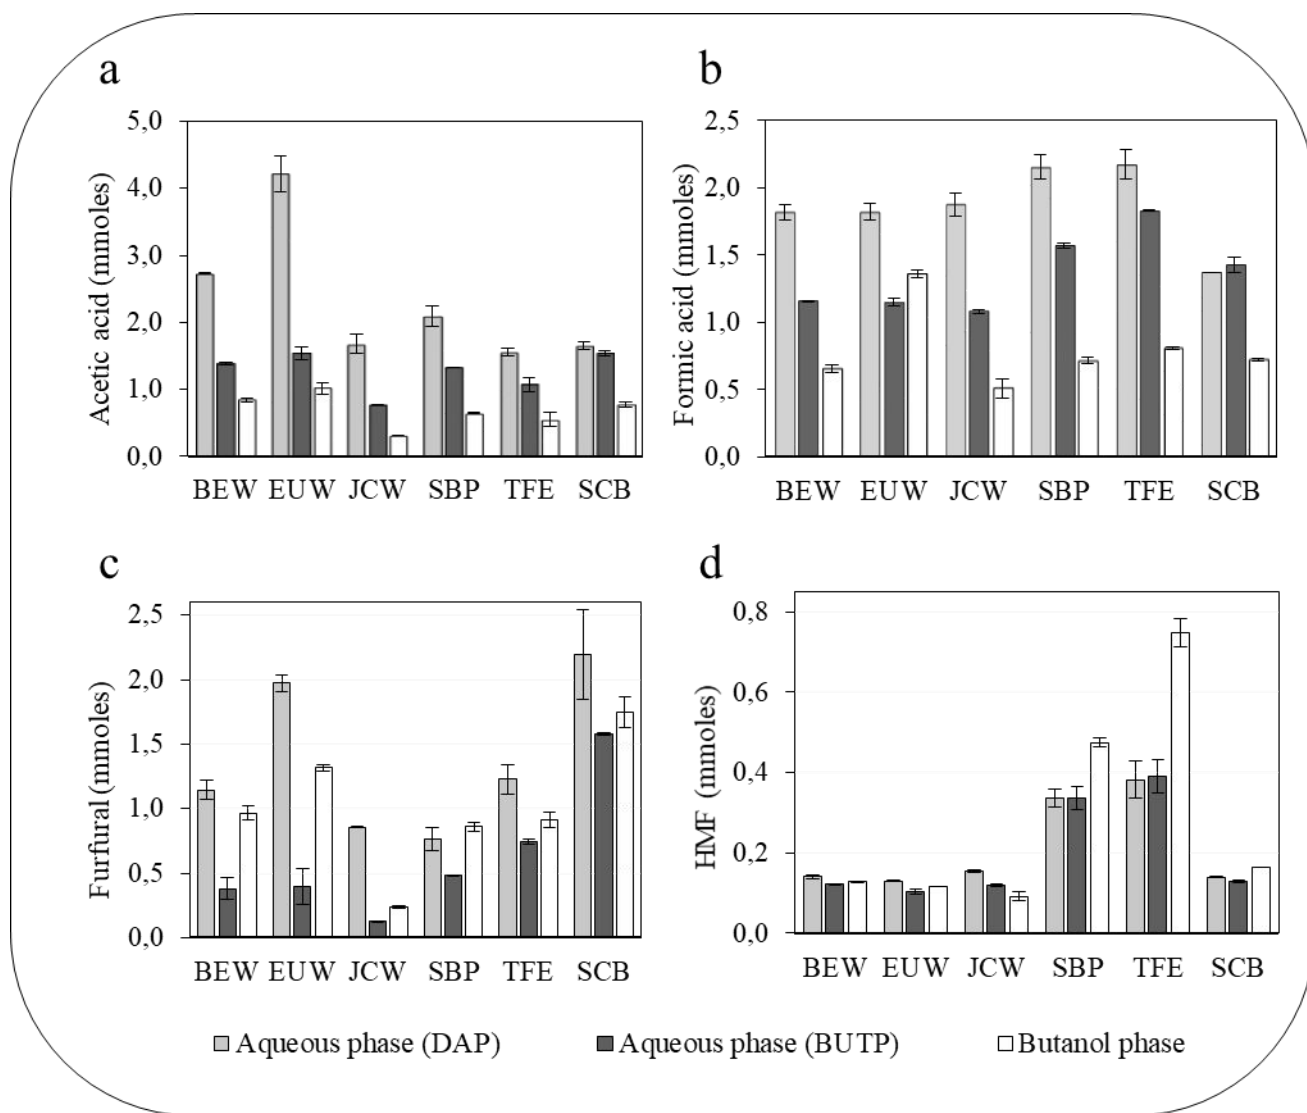 a
Acetic acid (mmoles)
5,0
4,0
3,0
2,0
1,0
0,0
BEW EUW JCW SBP TFE SCB
b
Formic acid (mmoles)
2,5
2,0
1,5
1,0
0,5
0,0
BEW EUW JCW SBP TFE SCB
c
Furfural (mmoles)
2,5
2,0
1,5
1,0
0,5
0,0
BEW EUW JCW SBP TFE SCB
d
HMF (mmoles)
0,8
0,6
0,4
0,2
0,0
BEW EUW JCW SBP TFE SCB
Aqueous phase (DAP) Aqueous phase (BUTP) Butanol phase